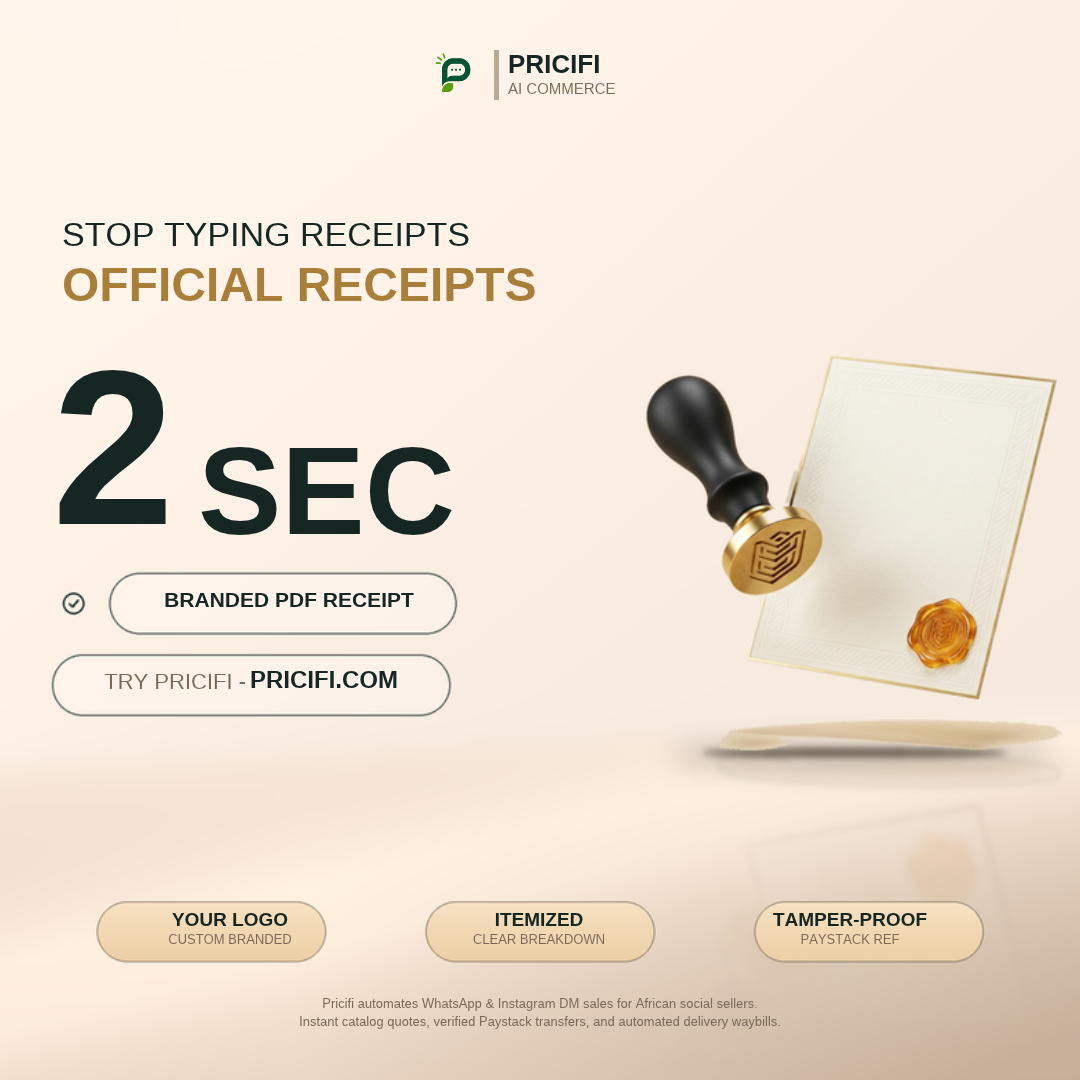 PRICIFI
AI COMMERCE
STOP TYPING RECEIPTS
OFFICIAL RECEIPTS
2 SEC
BRANDED PDF RECEIPT
TRY PRICIFI - PRICIFI.COM
YOUR LOGO
CUSTOM BRANDED
ITEMIZED
CLEAR BREAKDOWN
TAMPER-PROOF
PAYSTACK REF
Pricifi automates WhatsApp & Instagram DM sales for African social sellers.
Instant catalog quotes, verified Paystack transfers, and automated delivery waybills.